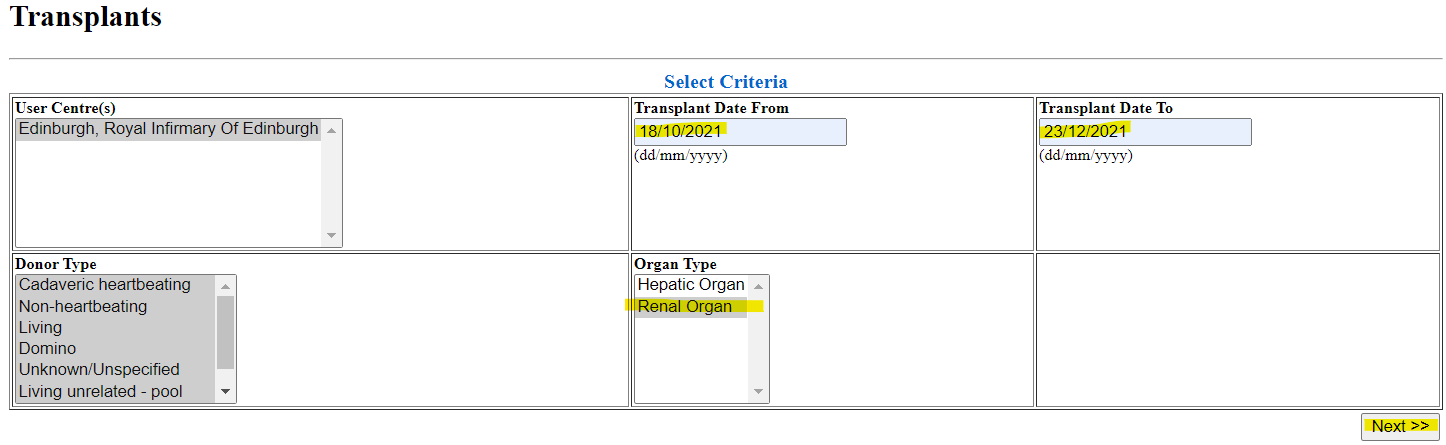 Transplants
Select Criteria
User Centre(s)
Edinburgh, Royal Infirmary Of Edinburgh
Transplant Date From
18/10/2021
(dd/mm/yyyy)
Transplant Date To
23/12/2021
(dd/mm/yyyy)
Donor Type
Cadaveric heartbeating
Non-heartbeating
Living
Domino
Unknown/Unspecified
Living unrelated - pool
Organ Type
Hepatic Organ
Renal Organ
Next >>